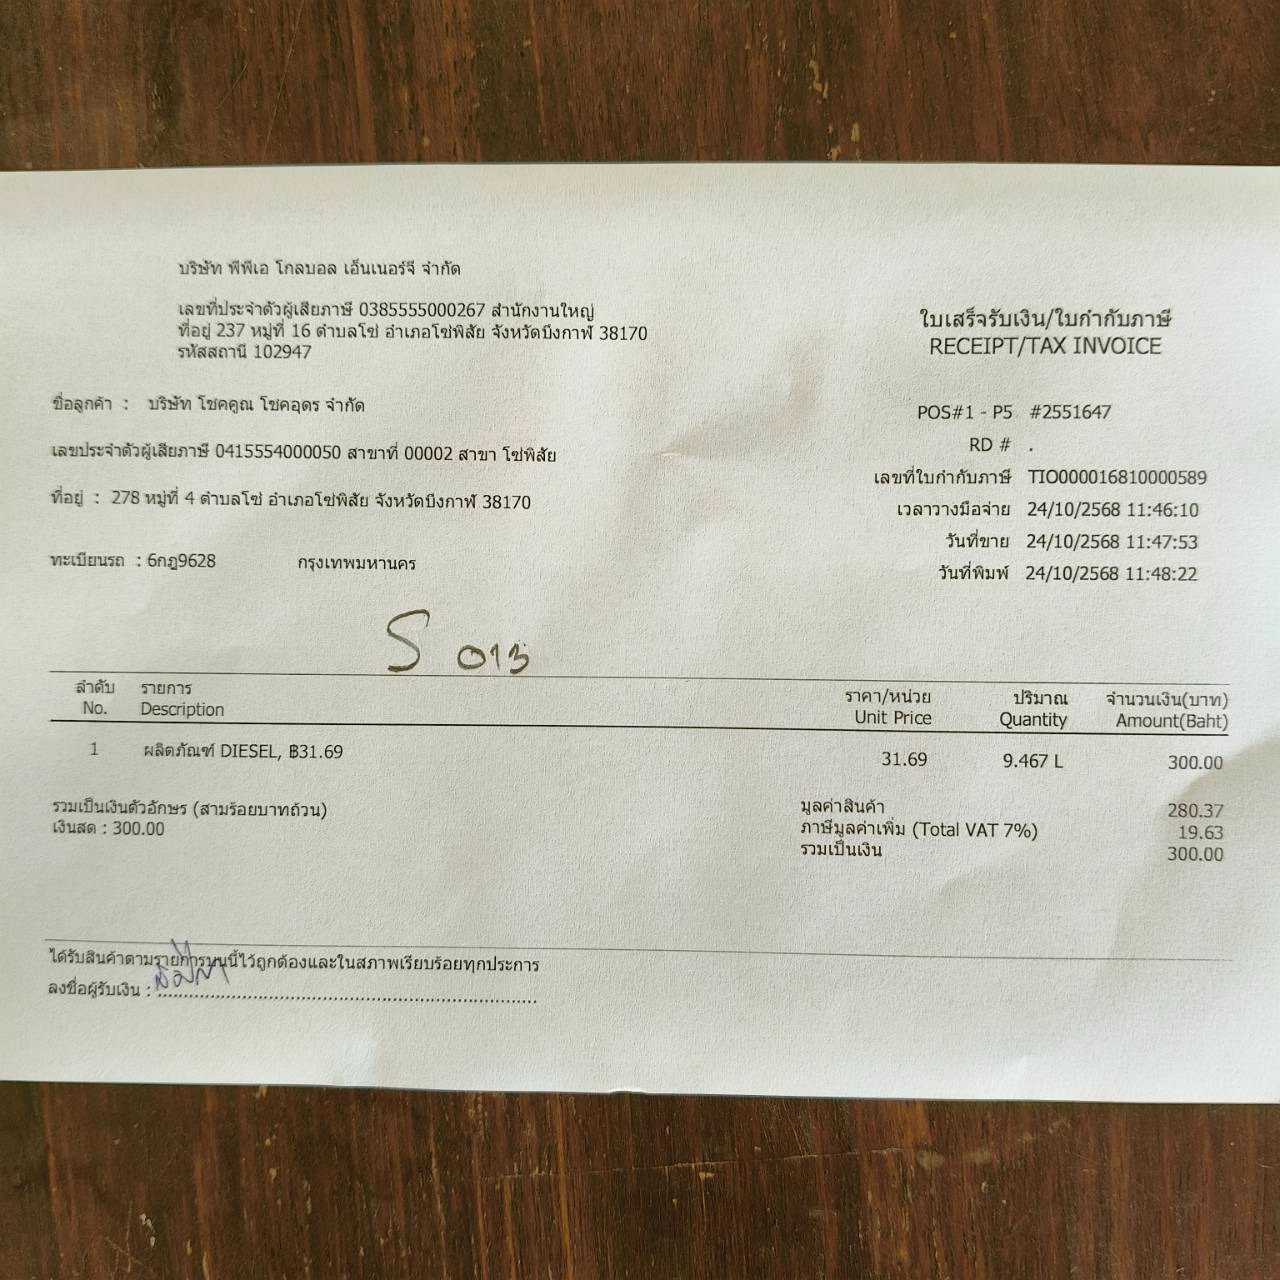 บริษัท พีพีเอ โกลบอล เอ็นเนอร์จี จำกัด
เลขที่ประจำตัวผู้เสียภาษี 0385555000267 สำนักงานใหญ่
ที่อยู่ 237 หมู่ที่ 16 ตำบลโซ่ อำเภอโซ่พิสัย จังหวัดบึงกาฬ 38170
รหัสสถานี 102947
ใบเสร็จรับเงิน/ใบกำกับภาษี
RECEIPT/TAX INVOICE
ชื่อลูกค้า : บริษัท โชคคูณ โชคอุดร จำกัด
POS#1 - P5 #2551647
RD # .
เลขประจำตัวผู้เสียภาษี 0415554000050 สาขาที่ 00002 สาขา โซ่พิสัย
เลขที่ใบกำกับภาษี TIO000016810000589
ที่อยู่ : 278 หมู่ที่ 4 ตำบลโซ่ อำเภอโซ่พิสัย จังหวัดบึงกาฬ 38170
เวลาวางมือจ่าย 24/10/2568 11:46:10
วันที่ขาย 24/10/2568 11:47:53
ทะเบียนรถ : 6กฎ9628 กรุงเทพมหานคร
วันที่พิมพ์ 24/10/2568 11:48:22
S 013
ลำดับ รายการ ราคา/หน่วย ปริมาณ จำนวนเงิน(บาท)
No. Description Unit Price Quantity Amount(Baht)
1 ผลิตภัณฑ์ DIESEL, ฿31.69 31.69 9.467 L 300.00
รวมเป็นเงินตัวอักษร (สามร้อยบาทถ้วน) มูลค่าสินค้า 280.37
เงินสด : 300.00 ภาษีมูลค่าเพิ่ม (Total VAT 7%) 19.63
รวมเป็นเงิน 300.00
ได้รับสินค้าตามรายการบนนี้ไว้ถูกต้องและในสภาพเรียบร้อยทุกประการ
ลงชื่อผู้รับเงิน :